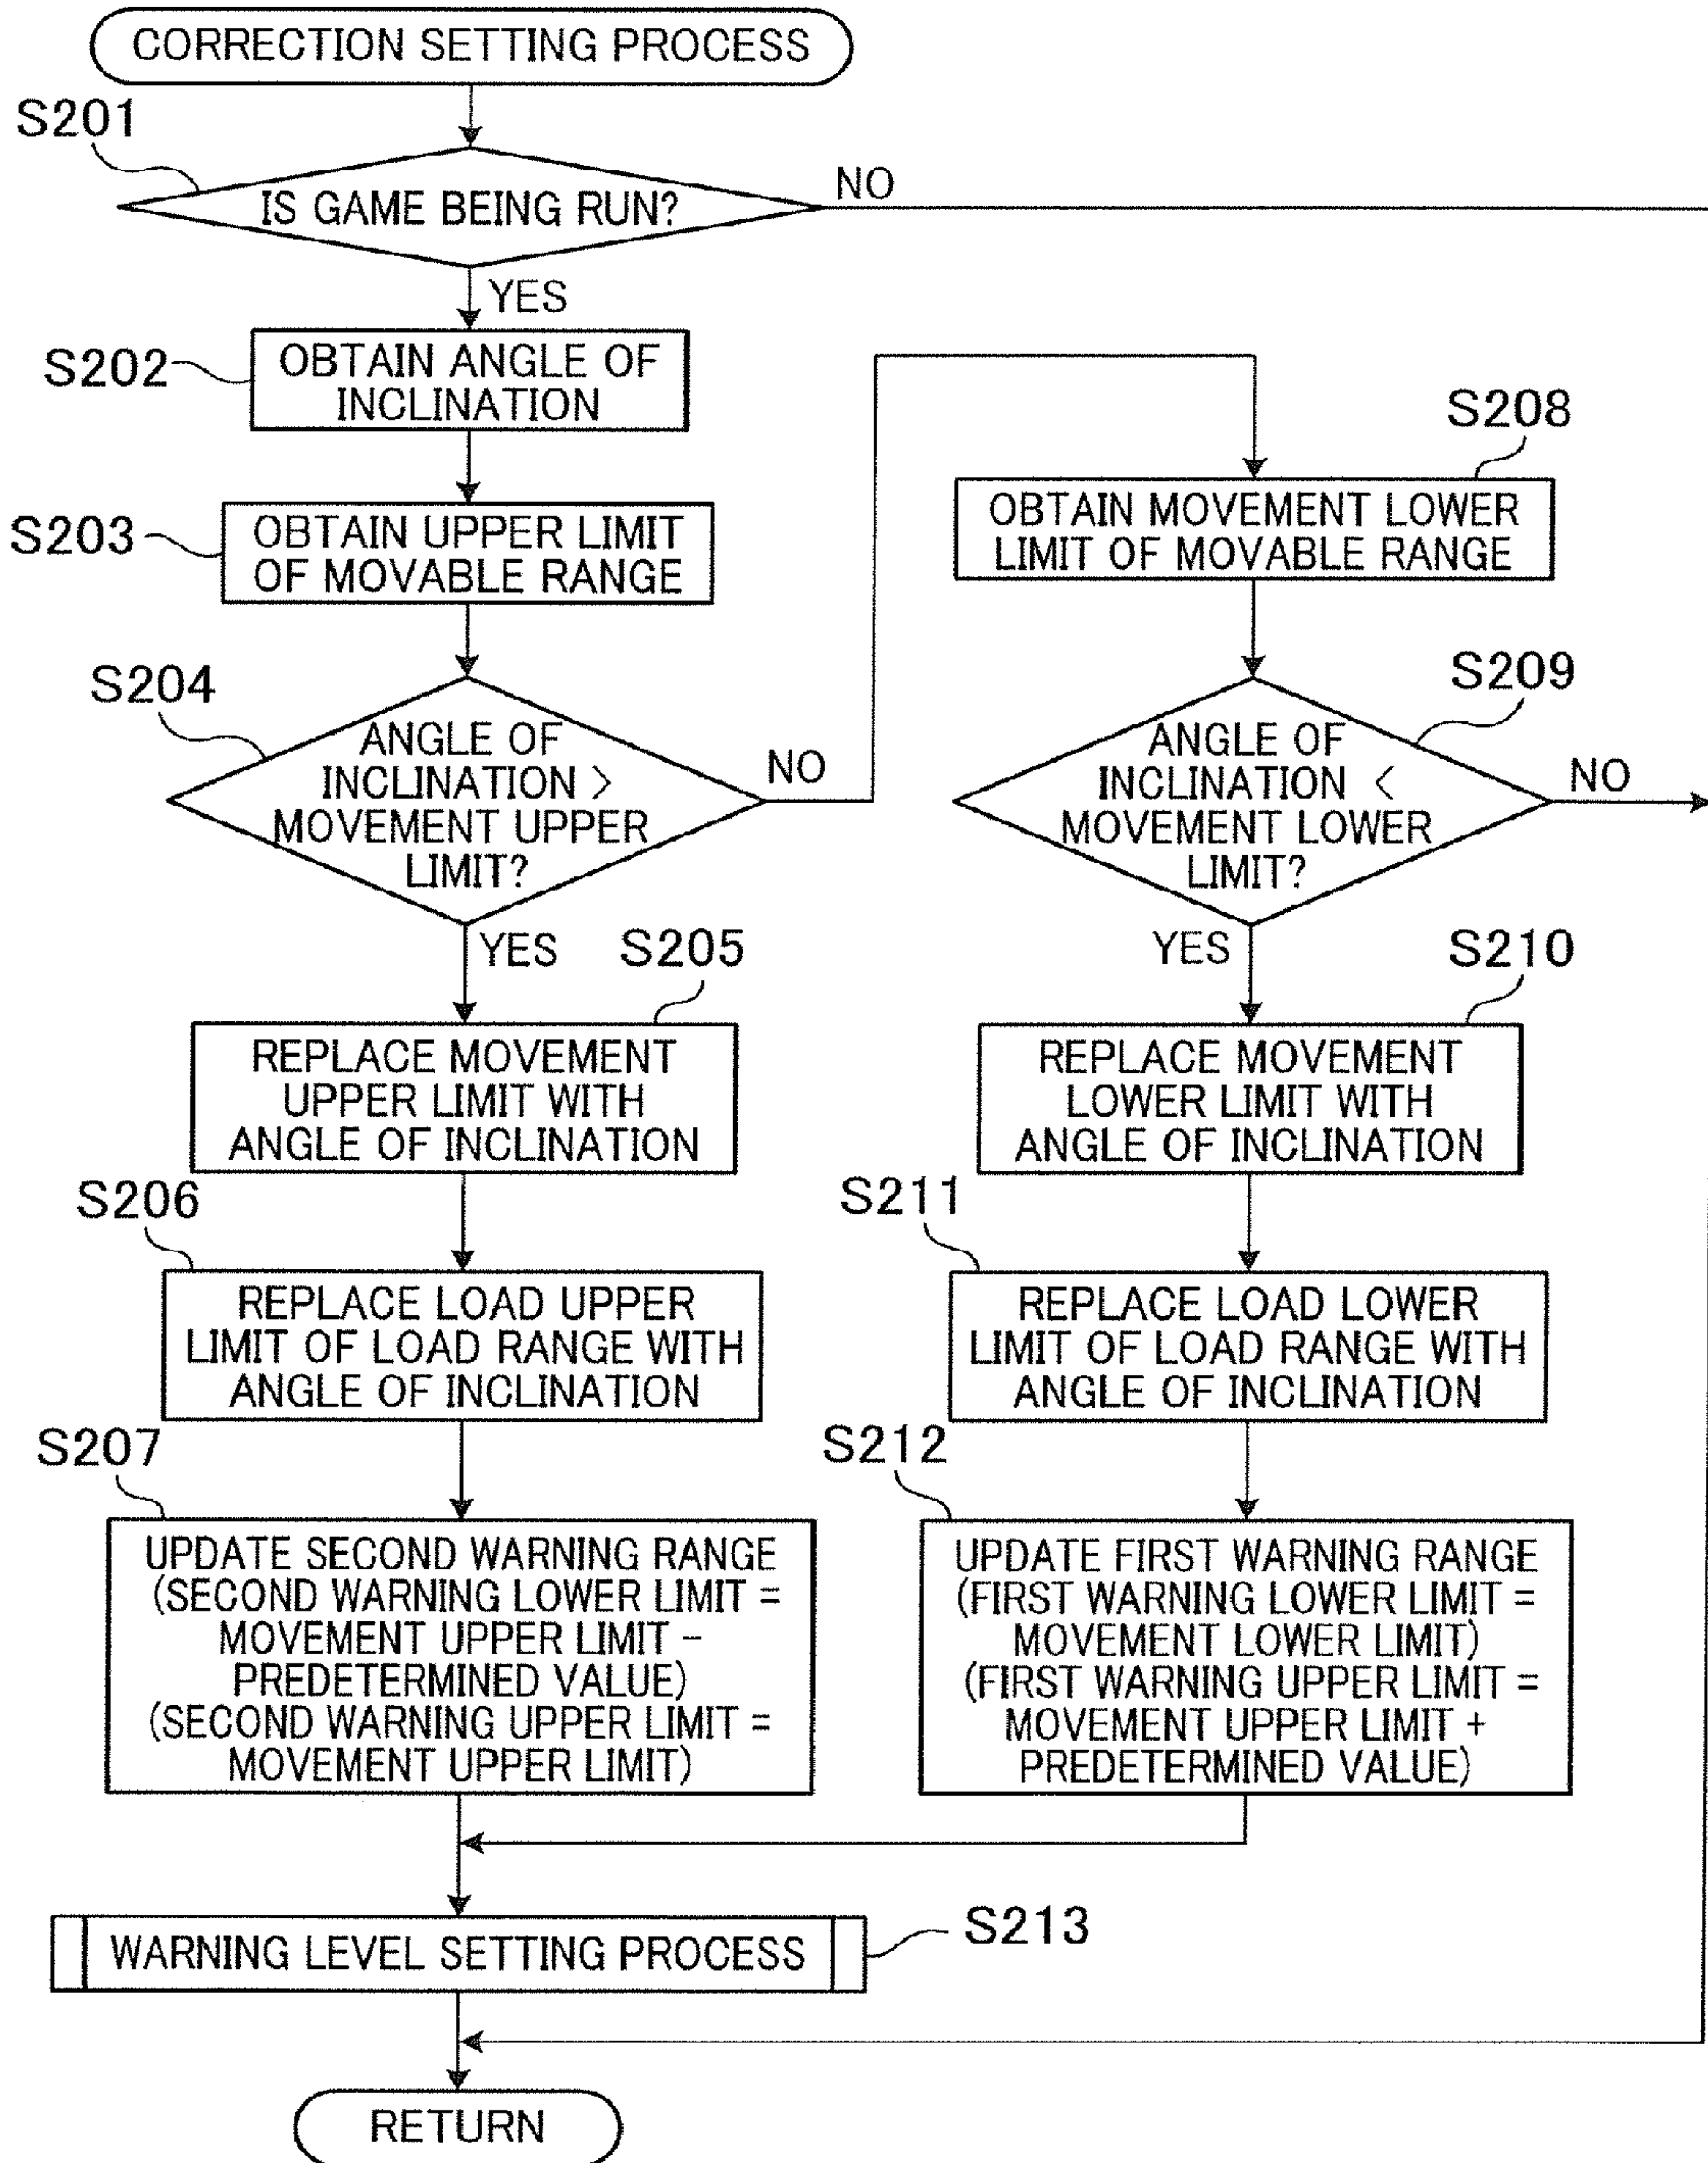 CORRECTION SETTING PROCESS
S201
IS GAME BEING RUN?
NO
YES
S202
OBTAIN ANGLE OF
INCLINATION
S203
OBTAIN UPPER LIMIT
OF MOVABLE RANGE
S204
ANGLE OF
INCLINATION >
MOVEMENT UPPER
LIMIT?
NO
YES
S205
REPLACE MOVEMENT
UPPER LIMIT WITH
ANGLE OF INCLINATION
S206
REPLACE LOAD UPPER
LIMIT OF LOAD RANGE WITH
ANGLE OF INCLINATION
S207
UPDATE SECOND WARNING RANGE
(SECOND WARNING LOWER LIMIT =
MOVEMENT UPPER LIMIT –
PREDETERMINED VALUE)
(SECOND WARNING UPPER LIMIT =
MOVEMENT UPPER LIMIT)
S208
OBTAIN MOVEMENT LOWER
LIMIT OF MOVABLE RANGE
S209
ANGLE OF
INCLINATION <
MOVEMENT LOWER
LIMIT?
NO
YES
S210
REPLACE MOVEMENT
LOWER LIMIT WITH
ANGLE OF INCLINATION
S211
REPLACE LOAD LOWER
LIMIT OF LOAD RANGE WITH
ANGLE OF INCLINATION
S212
UPDATE FIRST WARNING RANGE
(FIRST WARNING LOWER LIMIT =
MOVEMENT LOWER LIMIT)
(FIRST WARNING UPPER LIMIT =
MOVEMENT UPPER LIMIT +
PREDETERMINED VALUE)
WARNING LEVEL SETTING PROCESS
S213
RETURN